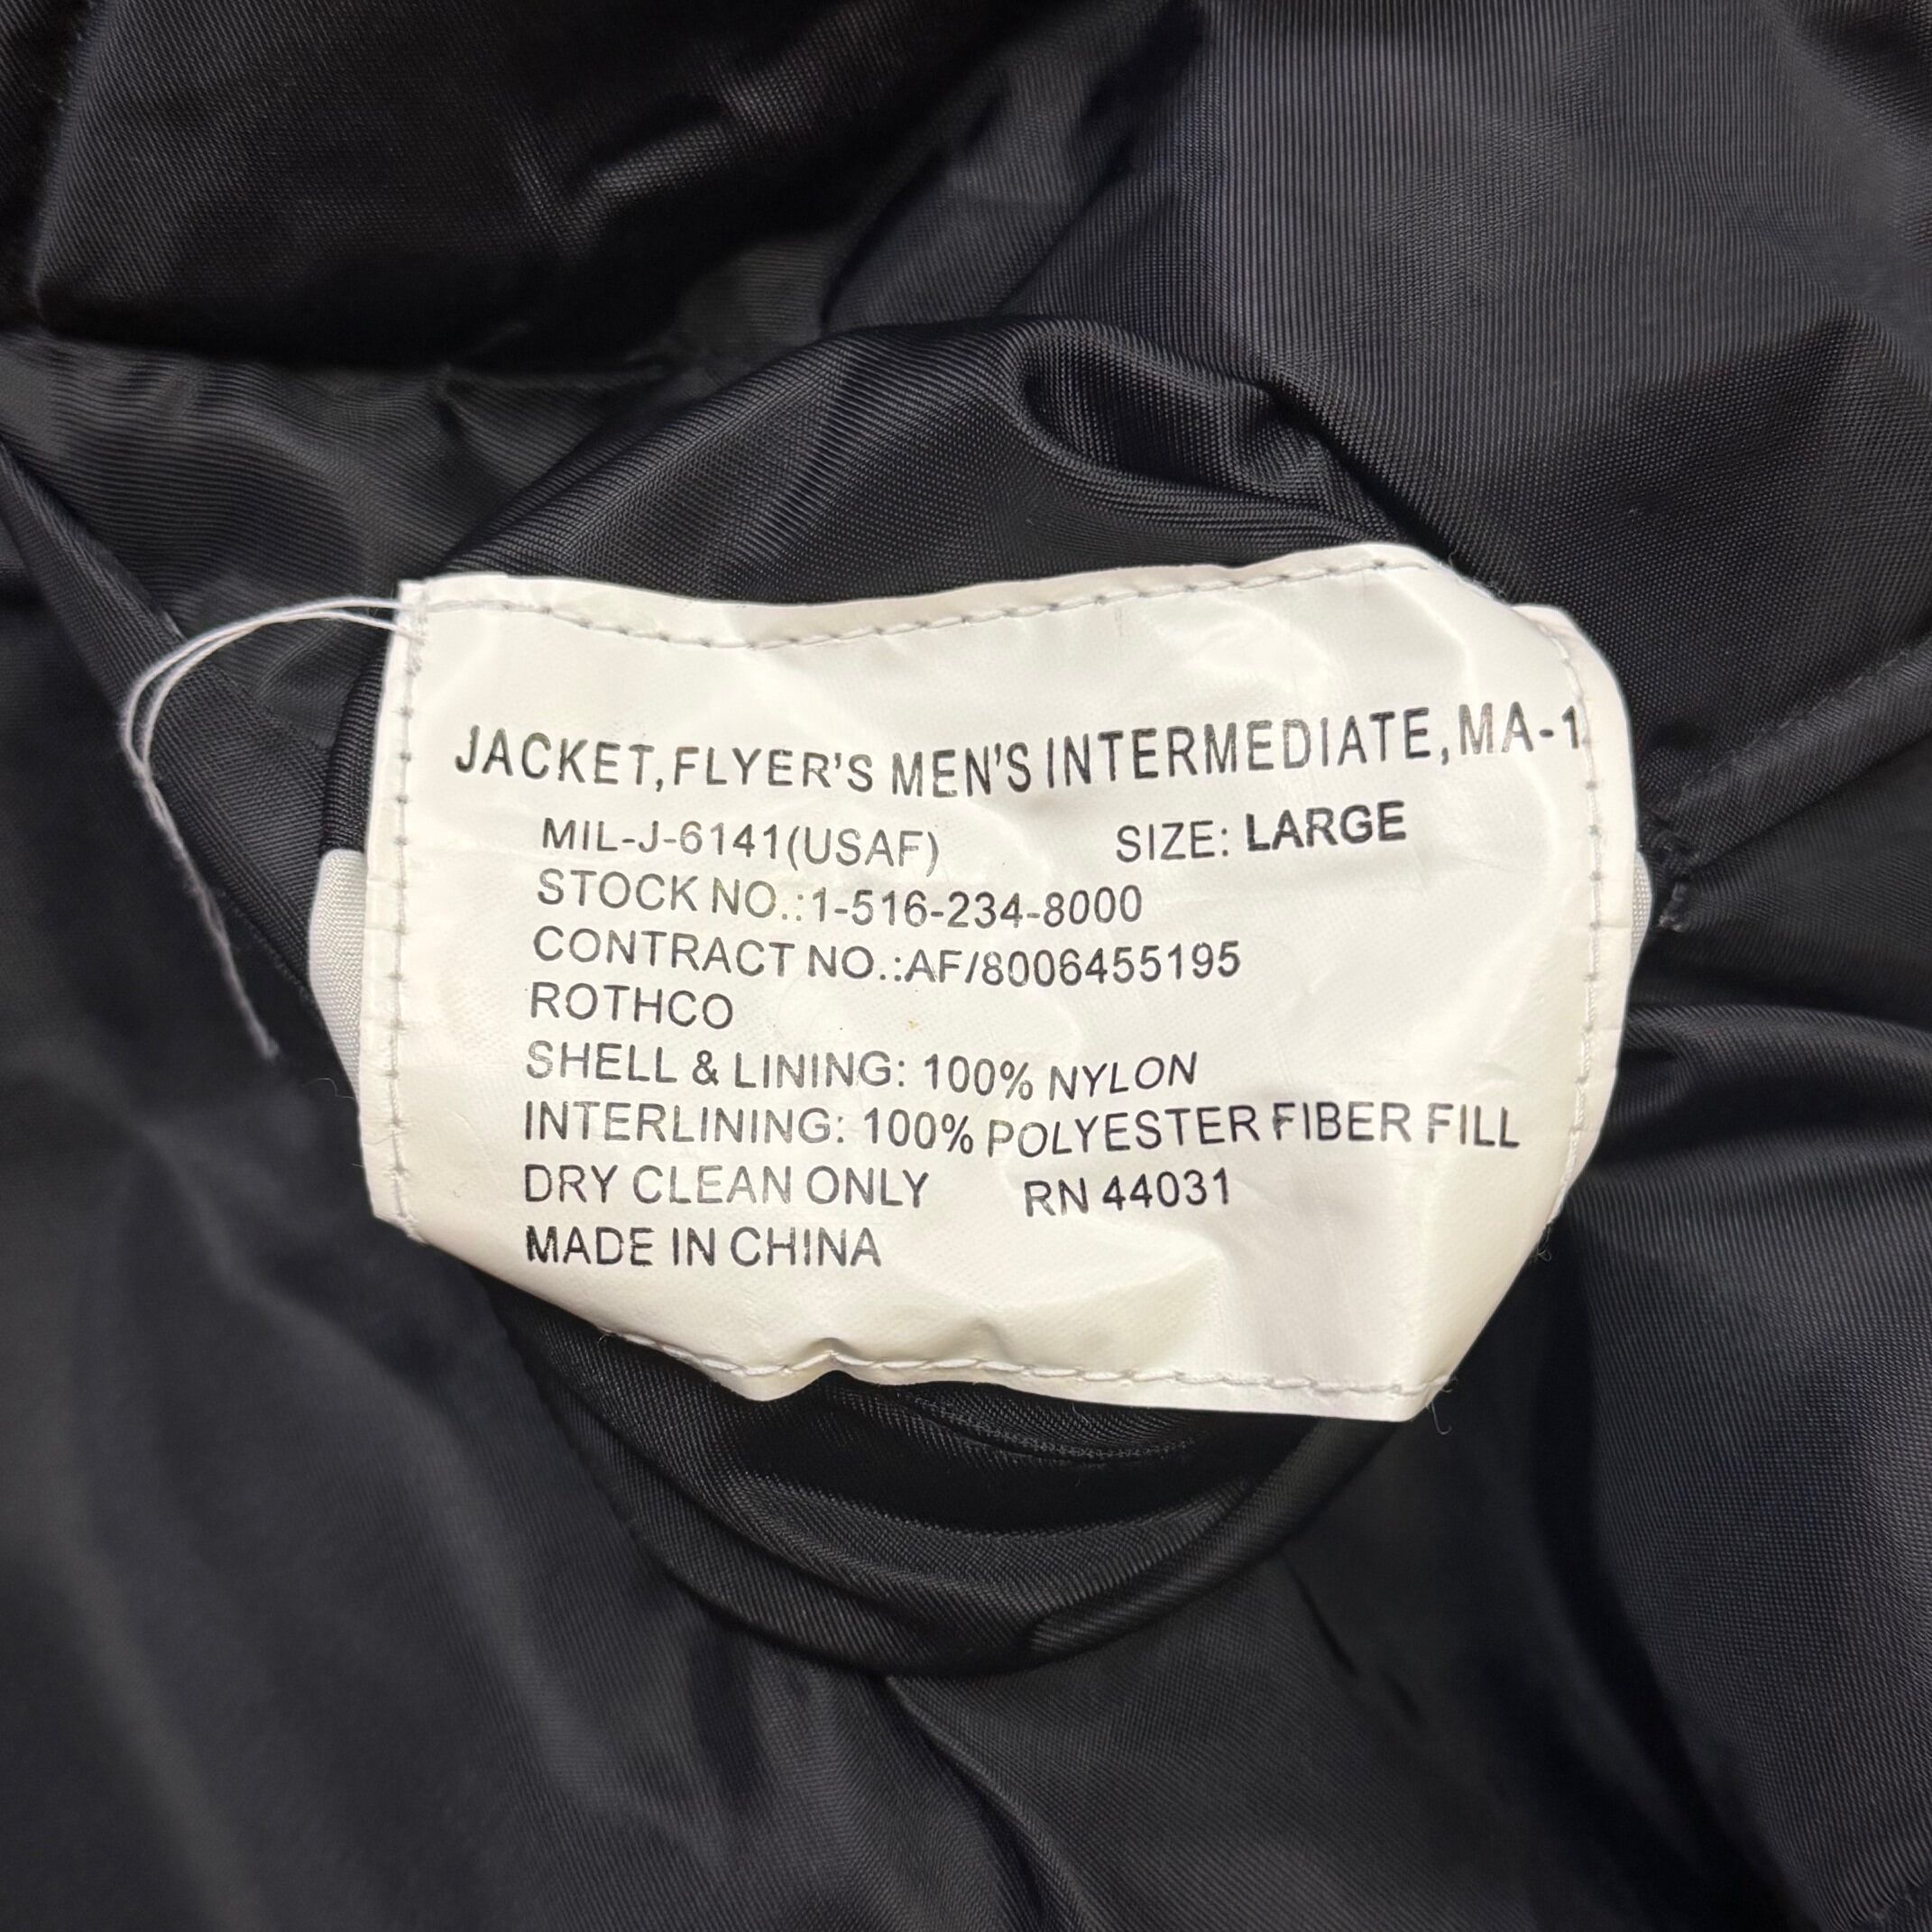 JACKET,FLYER'S MEN'S INTERMEDIATE,MA-1
MIL-J-6141(USAF) SIZE: LARGE
STOCK NO.:1-516-234-8000
CONTRACT NO.:AF/8006455195
ROTHCO
SHELL & LINING: 100% NYLON
INTERLINING: 100% POLYESTER FIBER FILL
DRY CLEAN ONLY RN 44031
MADE IN CHINA